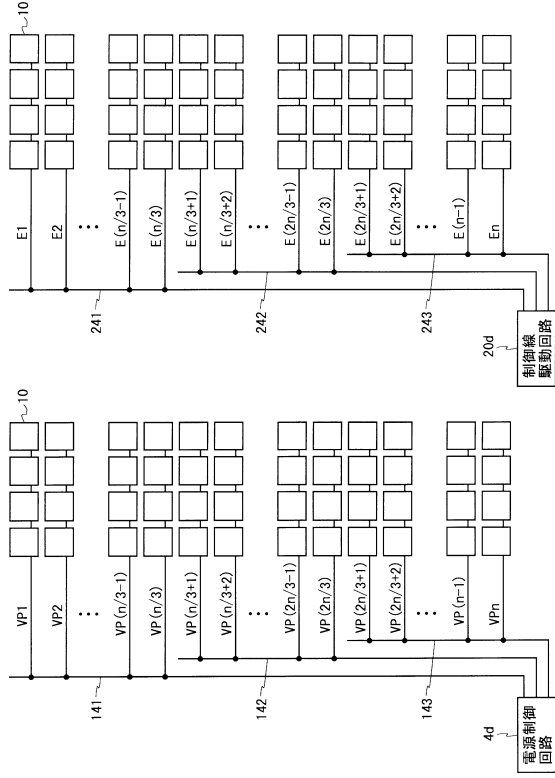 10
E1
E2
E(n/3-1)
E(n/3)
E(n/3+1)
E(n/3+2)
E(2n/3-1)
E(2n/3)
E(2n/3+1)
E(2n/3+2)
E(n-1)
En
241
242
243
20d
制御線
駆動回路
10
VP1
VP2
VP(n/3-1)
VP(n/3)
VP(n/3+1)
VP(n/3+2)
VP(2n/3-1)
VP(2n/3)
VP(2n/3+1)
VP(2n/3+2)
VP(n-1)
VPn
141
142
143
4d
電源制御
回路